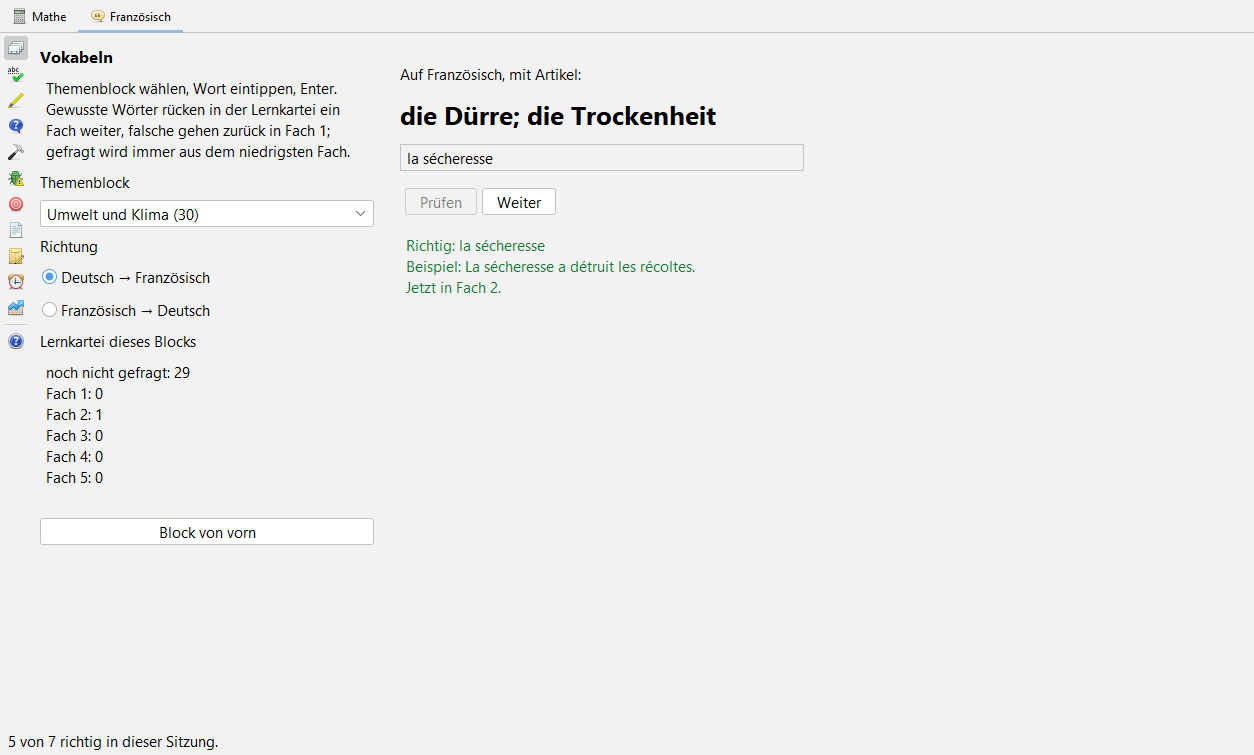 Mathe
Französisch
abc
Vokabeln
Themenblock wählen, Wort eintippen, Enter.
Gewusste Wörter rücken in der Lernkartei ein
Fach weiter, falsche gehen zurück in Fach 1;
gefragt wird immer aus dem niedrigsten Fach.
Themenblock
Umwelt und Klima (30)
Richtung
Deutsch → Französisch
Französisch → Deutsch
Lernkartei dieses Blocks
noch nicht gefragt: 29
Fach 1: 0
Fach 2: 1
Fach 3: 0
Fach 4: 0
Fach 5: 0
Block von vorn
Auf Französisch, mit Artikel:
die Dürre; die Trockenheit
la sécheresse
Prüfen
Weiter
Richtig: la sécheresse
Beispiel: La sécheresse a détruit les récoltes.
Jetzt in Fach 2.
5 von 7 richtig in dieser Sitzung.